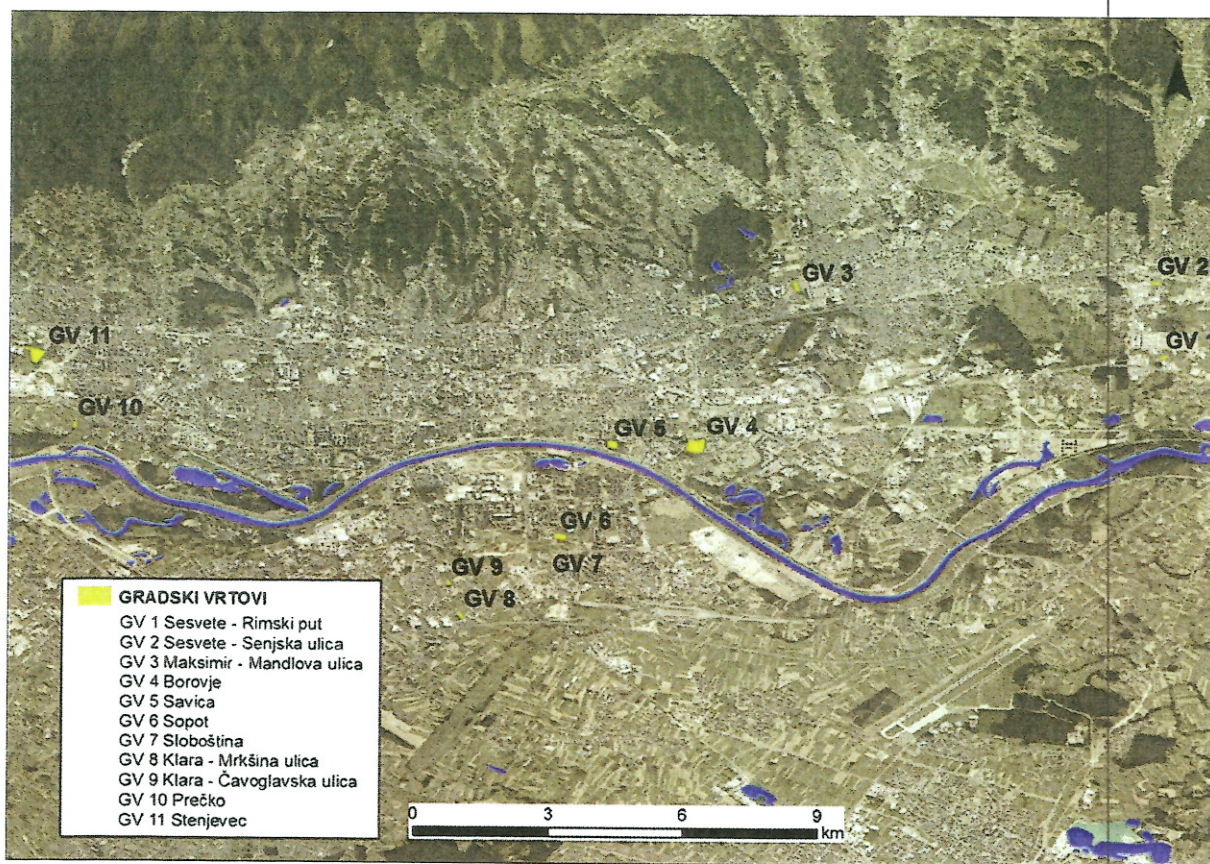 GV 3
GV 2
GV 11
GV 1
GV 10
GV 5
GV 4
GV 6
GV 9
GV 7
GV 8
GRADSKI VRTOVI
GV 1 Sesvete - Rimski put
GV 2 Sesvete - Senjska ulica
GV 3 Maksimir - Mandlova ulica
GV 4 Borovje
GV 5 Savica
GV 6 Sopot
GV 7 Sloboština
GV 8 Klara - Mrkšina ulica
GV 9 Klara - Čavoglavska ulica
GV 10 Prečko
GV 11 Stenjevec
0 3 6 9
km